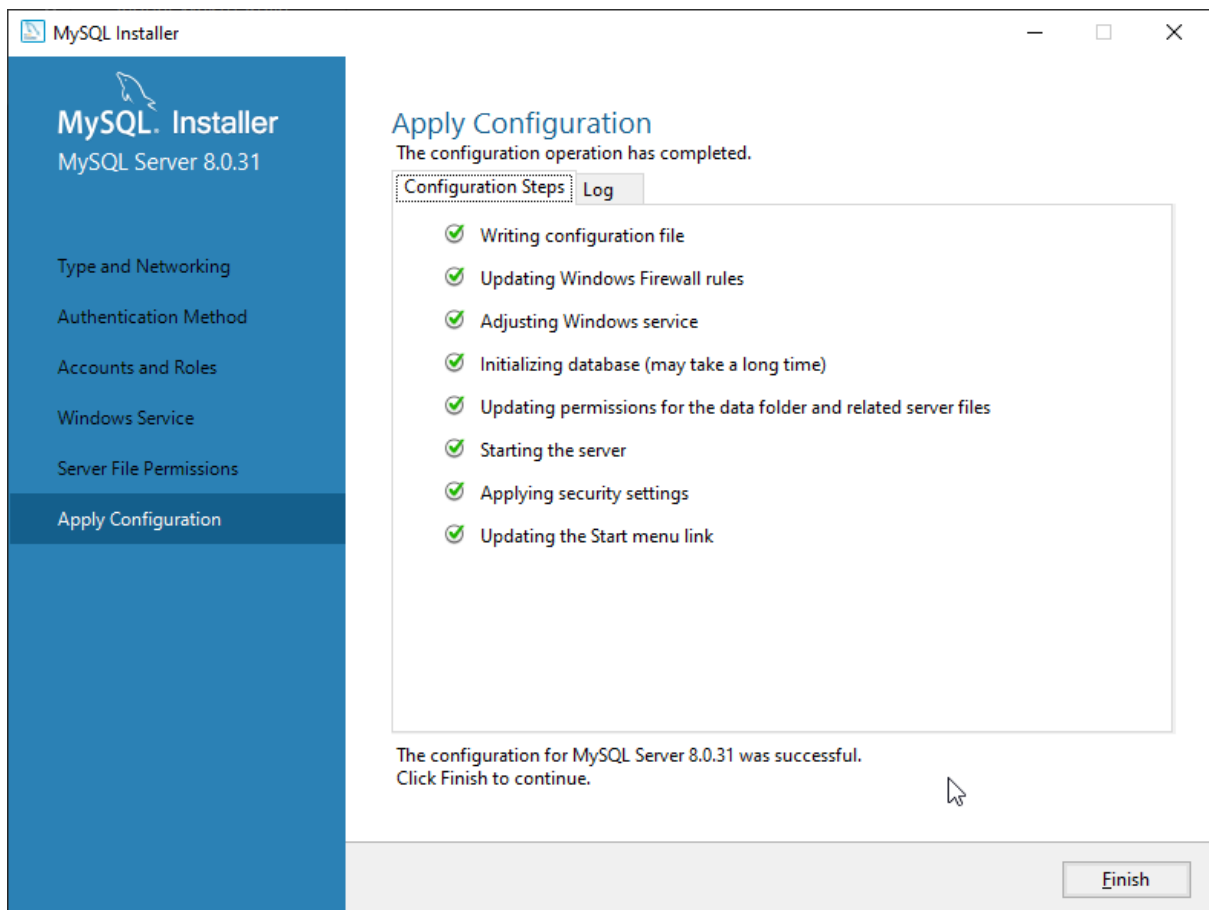 MySQL Installer
MySQL. Installer
MySQL Server 8.0.31
Type and Networking
Authentication Method
Accounts and Roles
Windows Service
Server File Permissions
Apply Configuration
Apply Configuration
The configuration operation has completed.
Configuration Steps
Log
Writing configuration file
Updating Windows Firewall rules
Adjusting Windows service
Initializing database (may take a long time)
Updating permissions for the data folder and related server files
Starting the server
Applying security settings
Updating the Start menu link
The configuration for MySQL Server 8.0.31 was successful.
Click Finish to continue.
Finish